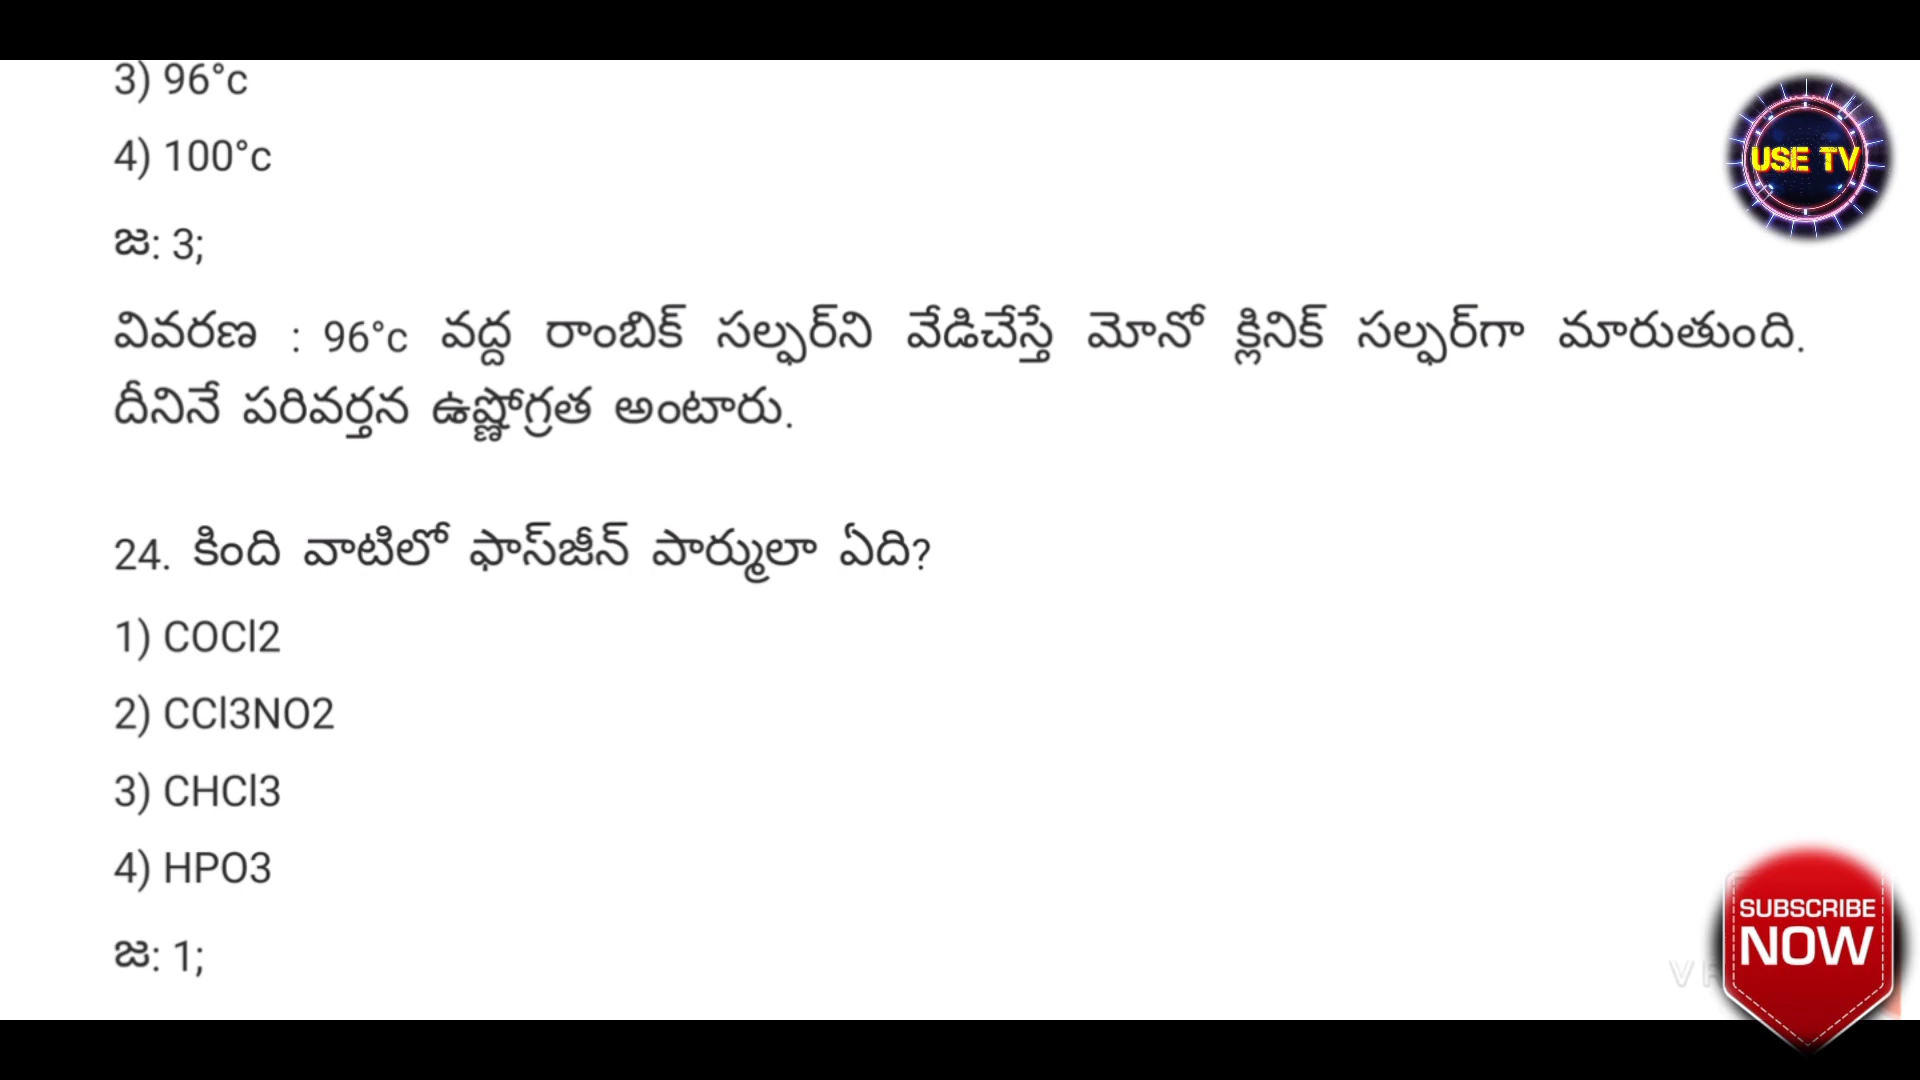 3) 96°c
4) 100°c
జ: 3;
వివరణ : 96°c వద్ద రాంబిక్ సల్ఫర్‌ని వేడిచేస్తే మోనో క్లినిక్ సల్ఫర్‌గా మారుతుంది.
దీనినే పరివర్తన ఉష్ణోగ్రత అంటారు.
24. కింది వాటిలో ఫాస్‌జీన్ పార్ములా ఏది?
1) COCl2
2) CCl3NO2
3) CHCl3
4) HPO3
జ: 1;
USE TV
SUBSCRIBE
NOW